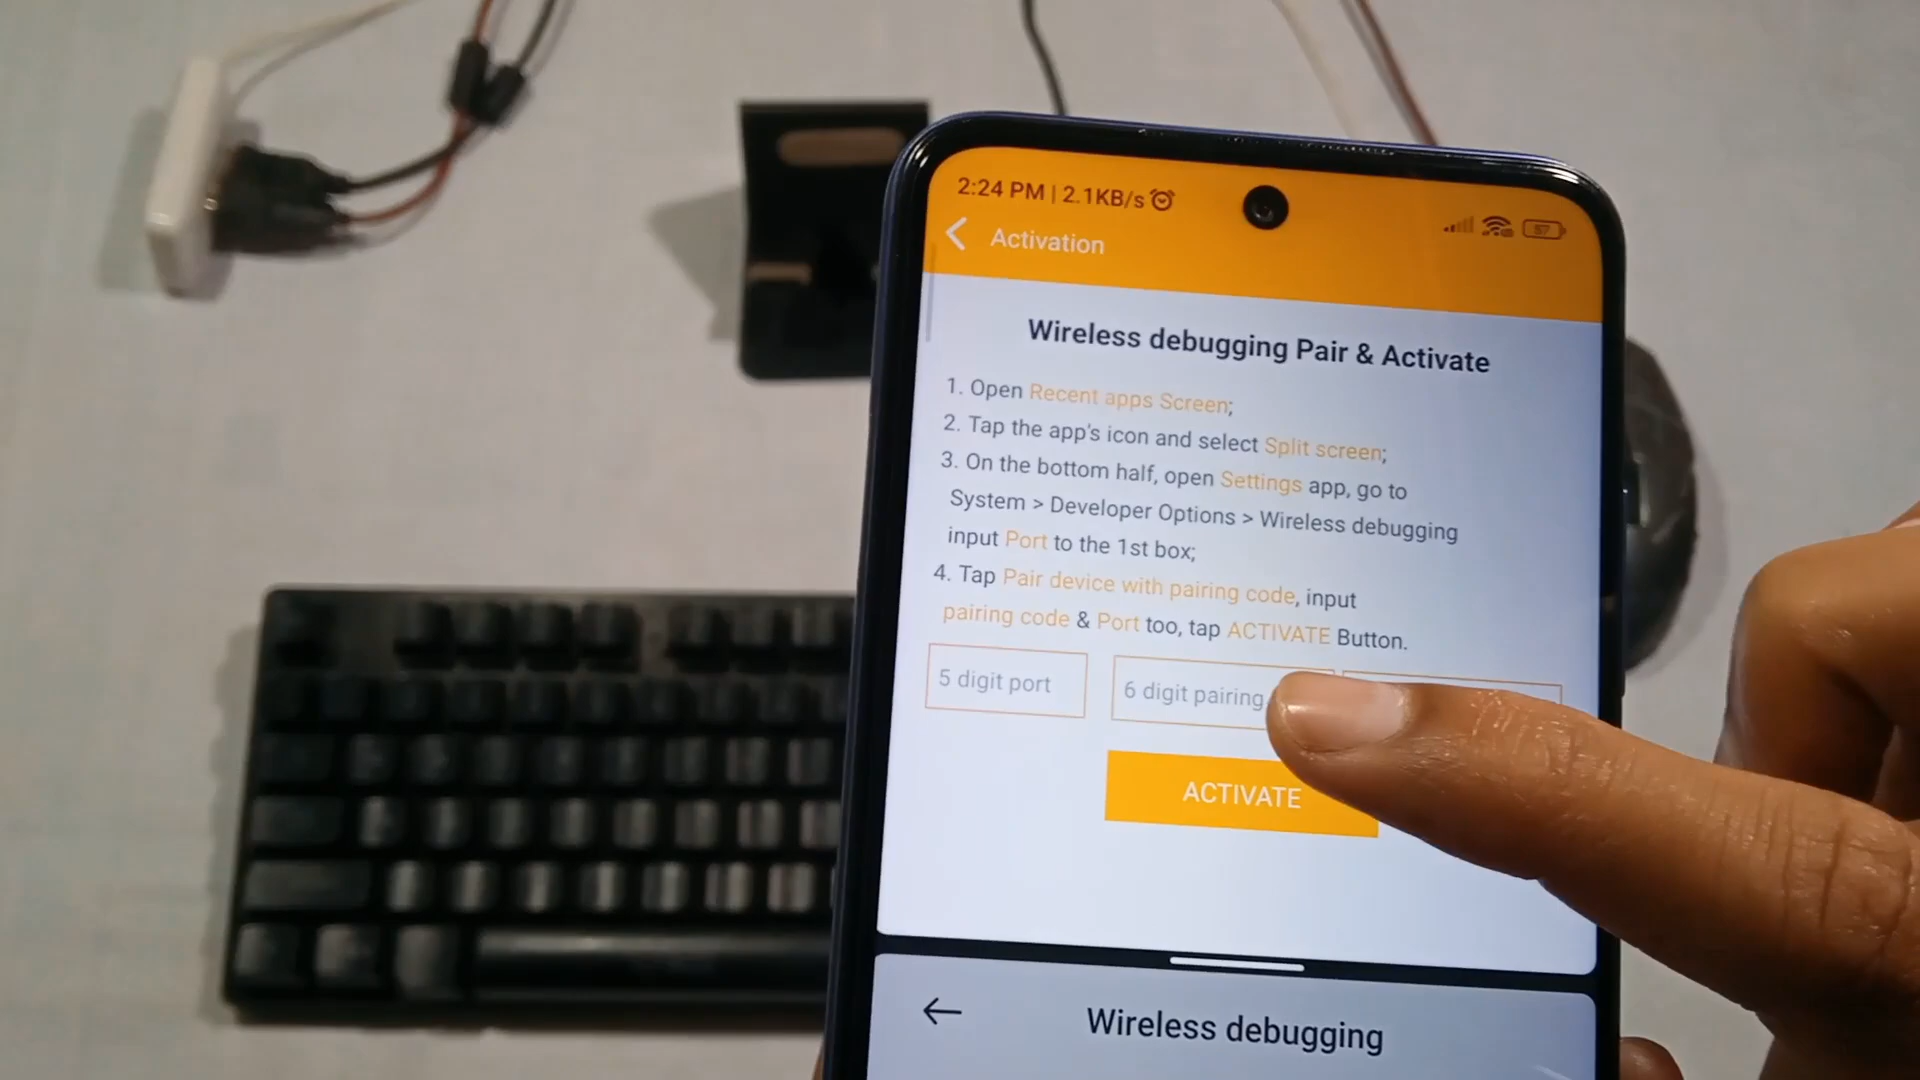 2:24 PM | 2.1KB/s
57
Activation
Wireless debugging Pair & Activate
1. Open Recent apps Screen;
2. Tap the app's icon and select Split screen;
3. On the bottom half, open Settings app, go to
System > Developer Options > Wireless debugging
input Port to the 1st box;
4. Tap Pair device with pairing code, input
pairing code & Port too, tap ACTIVATE Button.
5 digit port
6 digit pairing
ACTIVATE
Wireless debugging